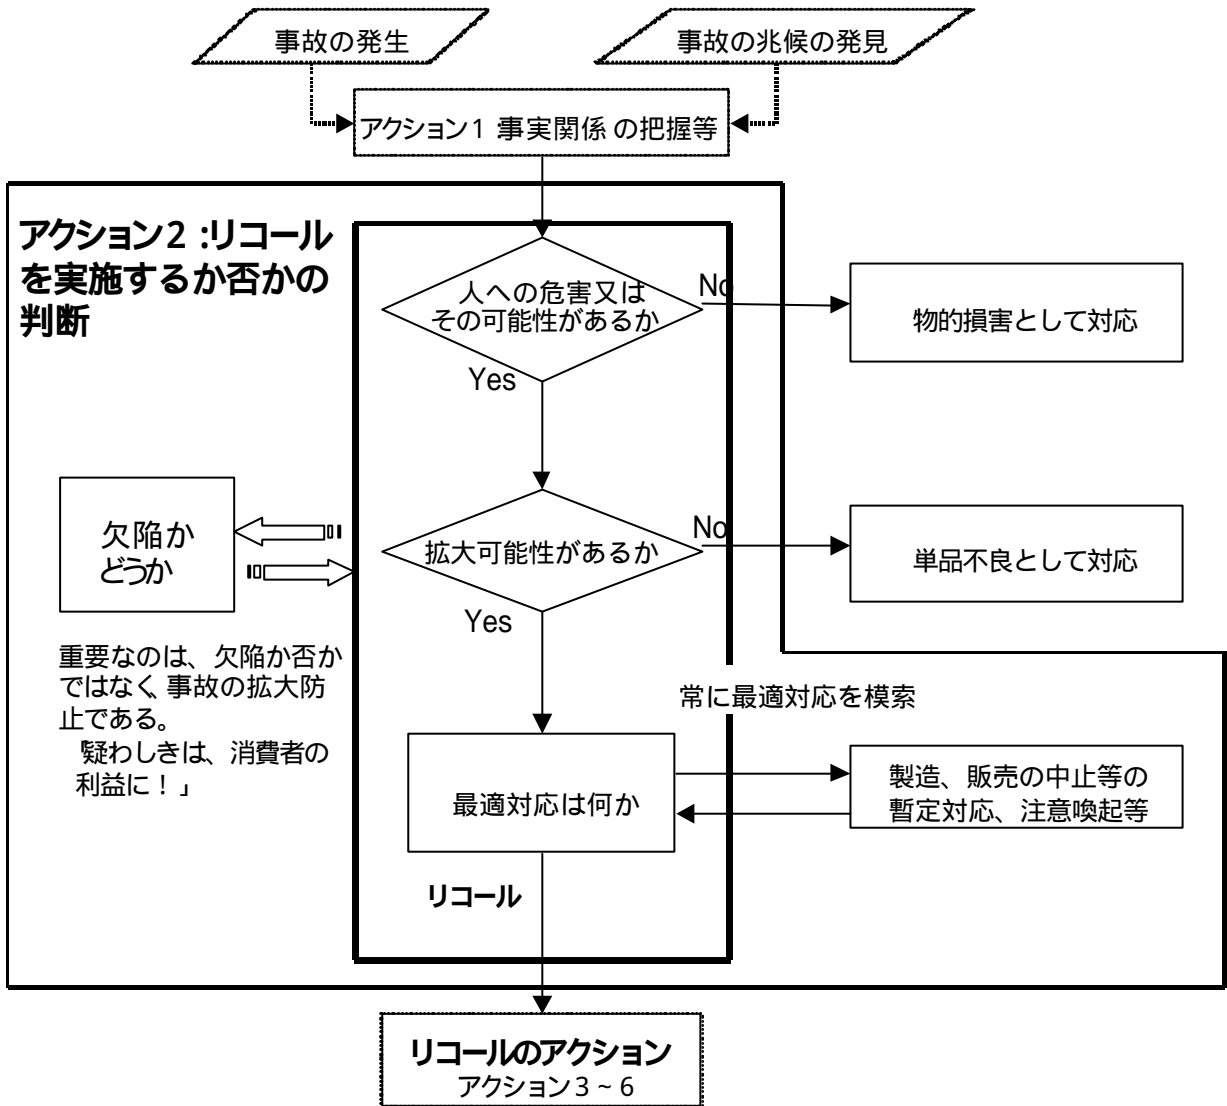 事故の発生
事故の兆候の発見
アクション1 事実関係の把握等
アクション2 :リコール
を実施するか否かの
判断
人への危害又は
その可能性があるか
No
物的損害として対応
Yes
欠陥か
どうか
拡大可能性があるか
No
単品不良として対応
Yes
重要なのは、欠陥か否か
ではなく、事故の拡大防
止である。
「疑わしきは、消費者の
利益に!」
常に最適対応を模索
最適対応は何か
製造、販売の中止等の
暫定対応、注意喚起等
リコール
リコールのアクション
アクション3~6